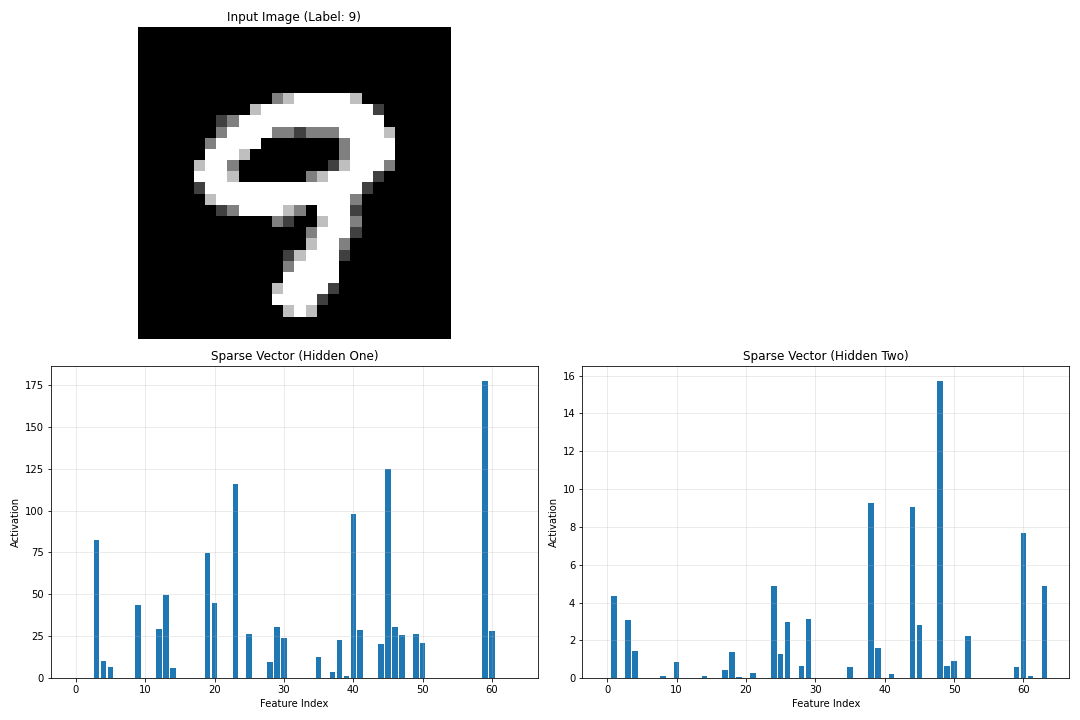 Input Image (Label: 9)
9
Sparse Vector (Hidden One)
Activation
175
150
125
100
75
50
25
0
0 10 20 30 40 50 60
Feature Index
Sparse Vector (Hidden Two)
Activation
16
14
12
10
8
6
4
2
0
0 10 20 30 40 50 60
Feature Index